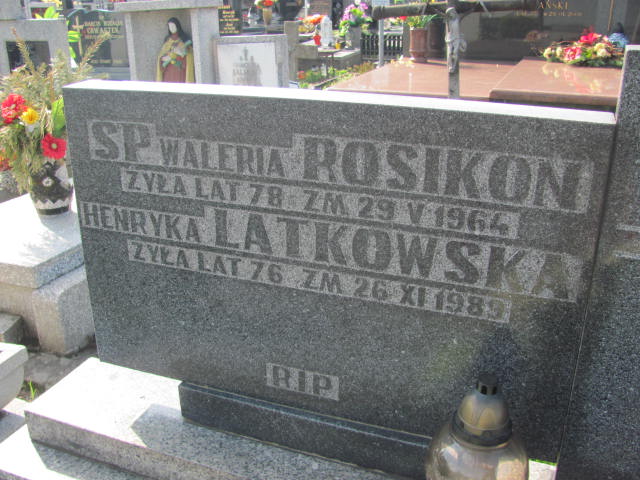 SP WALERIA ROSIKON
ŻYŁA LAT 78 ZM 29 V 1964
HENRYKA LATKOWSKA
ŻYŁA LAT 76 ZM 26 XI 1989
RIP